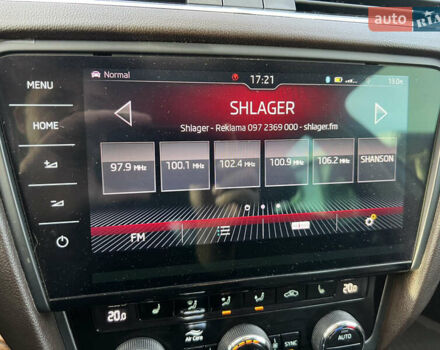 auto RIA
MENU
Normal
17:21
13.0
HOME
SHLAGER
Shlager - Reklama 097 2369 000 - shlager.fm
97.9 MHz
100.1 MHz
102.4 MHz
100.9 MHz
106.2 MHz
SHANSON
FM
20.0
20.0
A/C
SYNC
AUTO